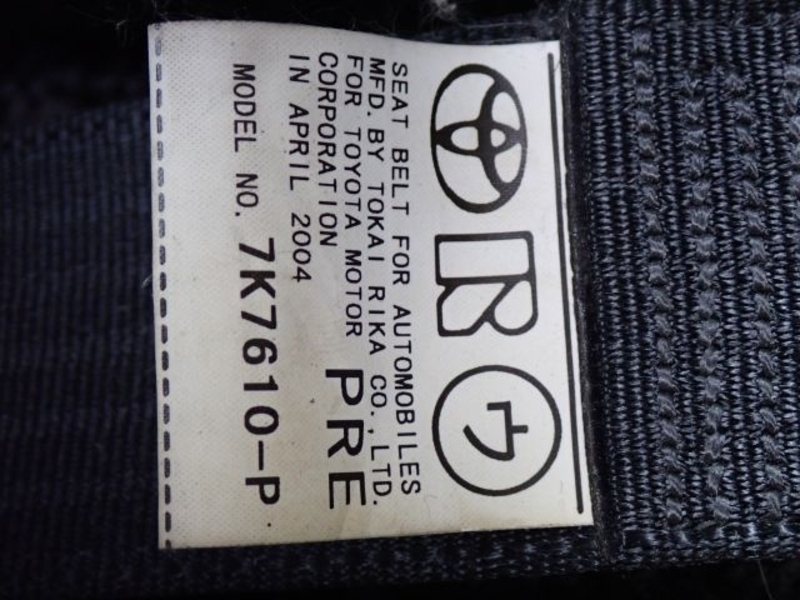 ウ
SEAT BELT FOR AUTOMOBILES
MFD. BY TOKAI RIKA CO.,LTD.
FOR TOYOTA MOTOR
CORPORATION
PRE
IN APRIL 2004
MODEL NO. 7K7610-P